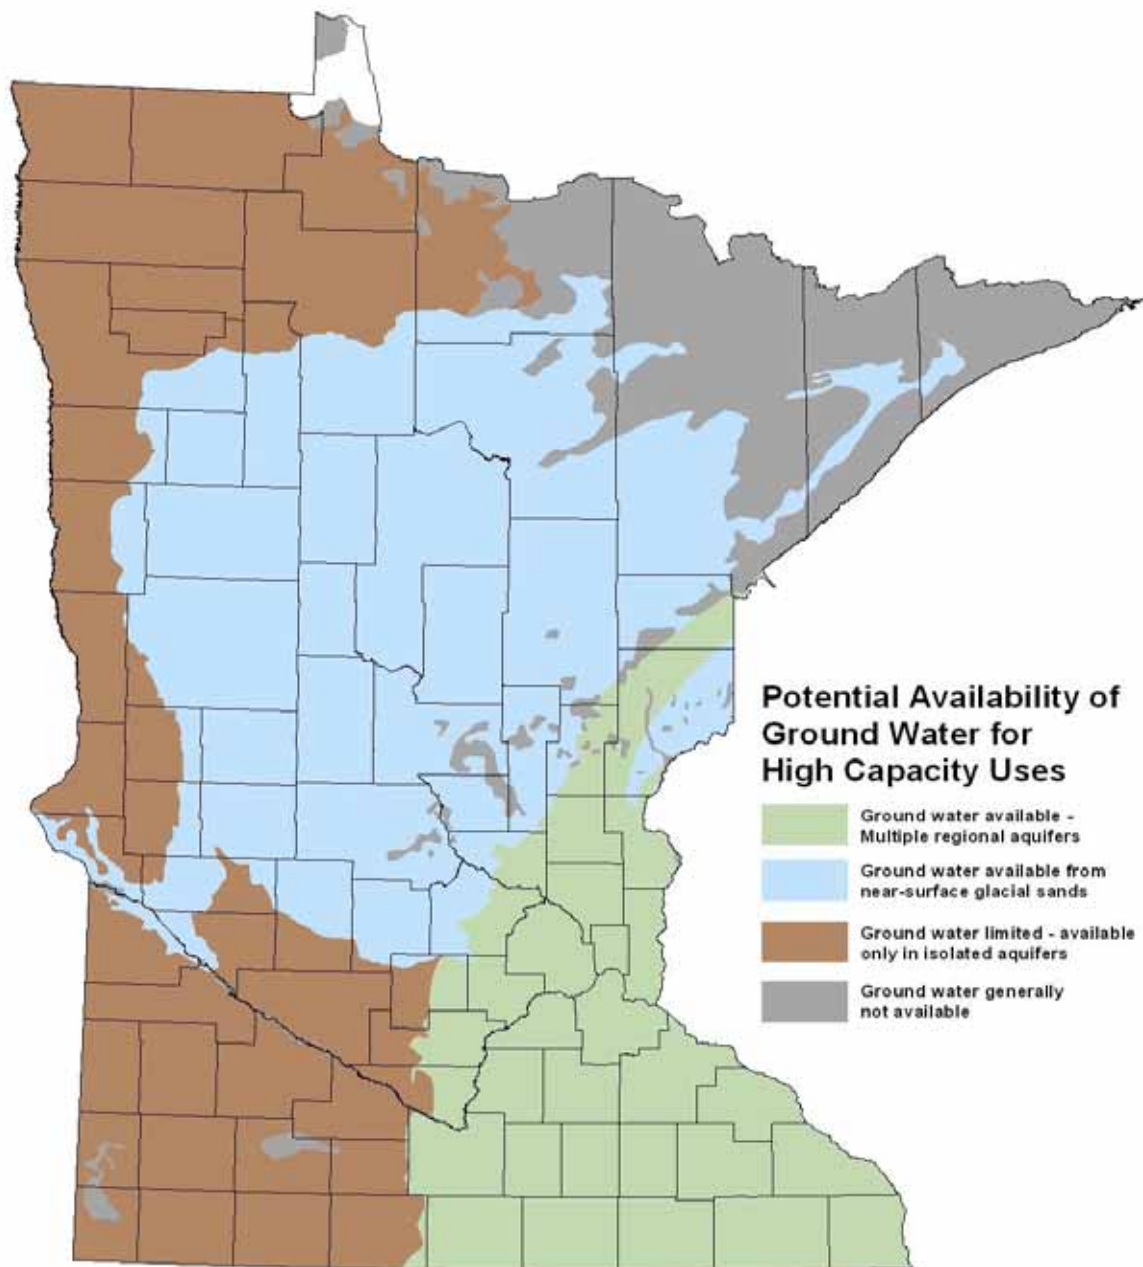 Potential Availability of
Ground Water for
High Capacity Uses
Ground water available -
Multiple regional aquifers
Ground water available from
near-surface glacial sands
Ground water limited - available
only in isolated aquifers
Ground water generally
not available